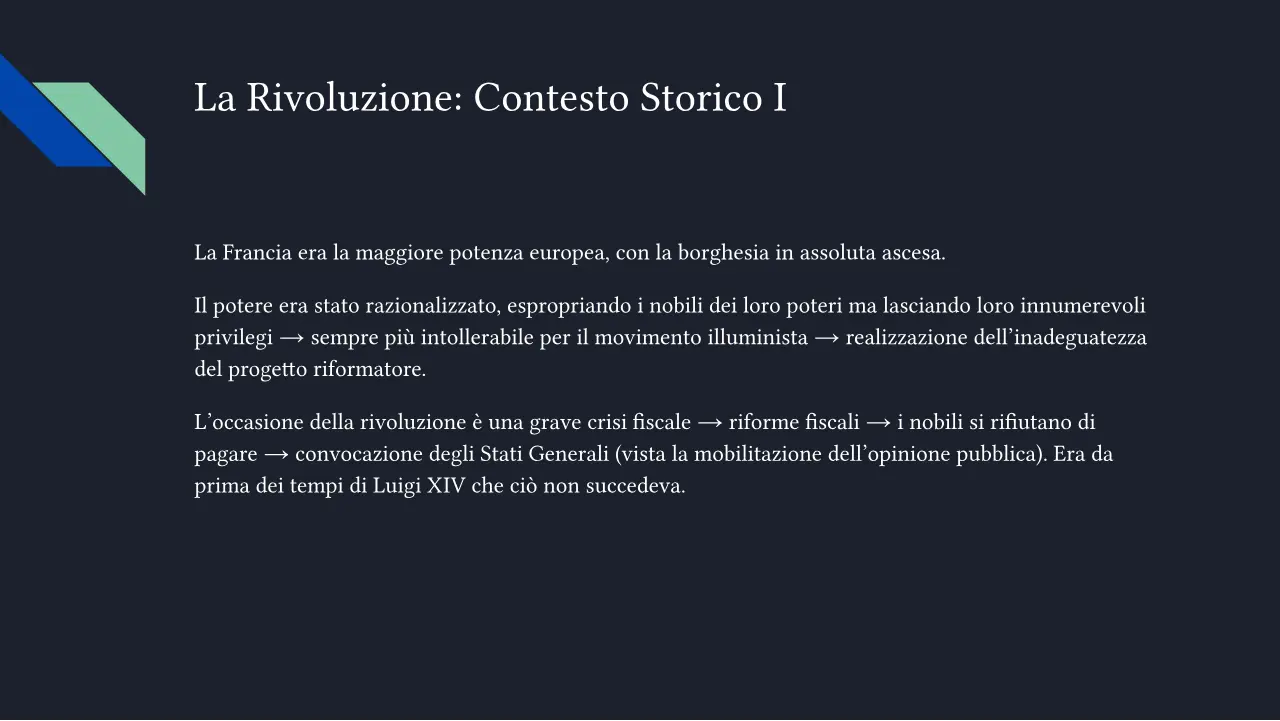 La Rivoluzione: Contesto Storico I
La Francia era la maggiore potenza europea, con la borghesia in assoluta ascesa.
Il potere era stato razionalizzato, espropriando i nobili dei loro poteri ma lasciando loro innumerevoli
privilegi → sempre più intollerabile per il movimento illuminista → realizzazione dell’inadeguatezza
del progetto riformatore.
L’occasione della rivoluzione è una grave crisi fiscale → riforme fiscali → i nobili si rifiutano di
pagare → convocazione degli Stati Generali (vista la mobilitazione dell’opinione pubblica). Era da
prima dei tempi di Luigi XIV che ciò non succedeva.